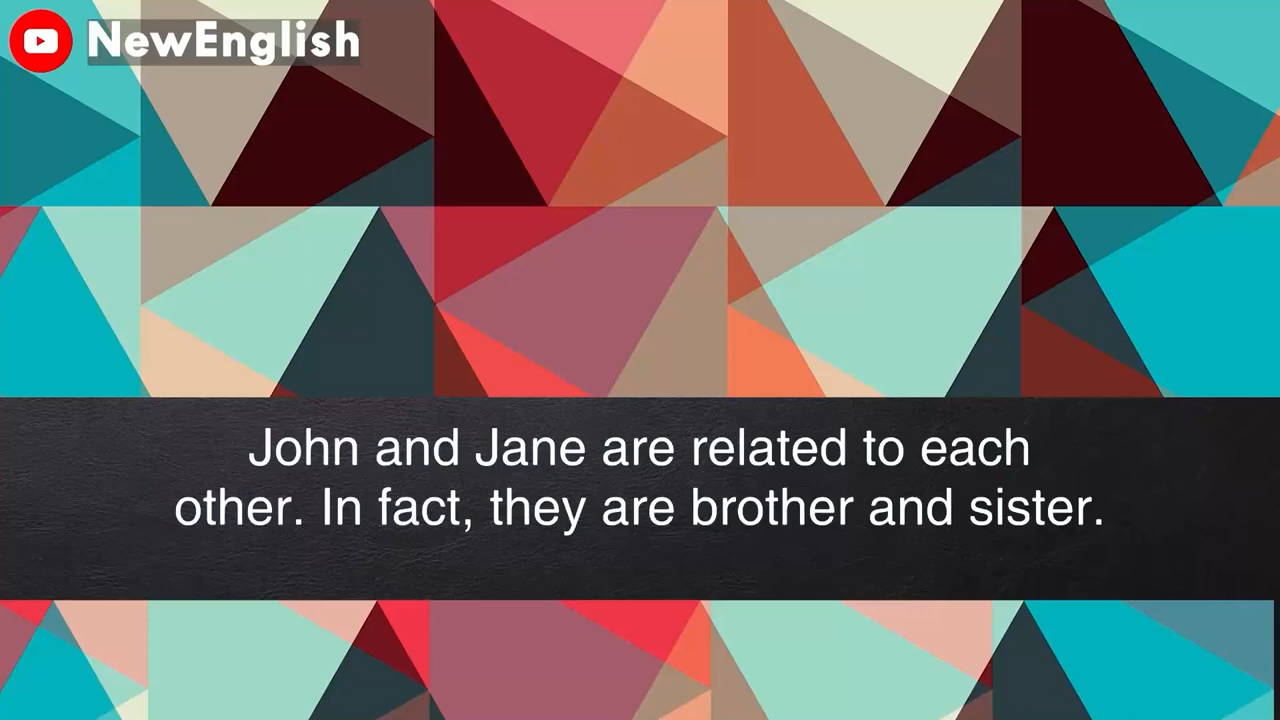 NewEnglish
John and Jane are related to each
other. In fact, they are brother and sister.